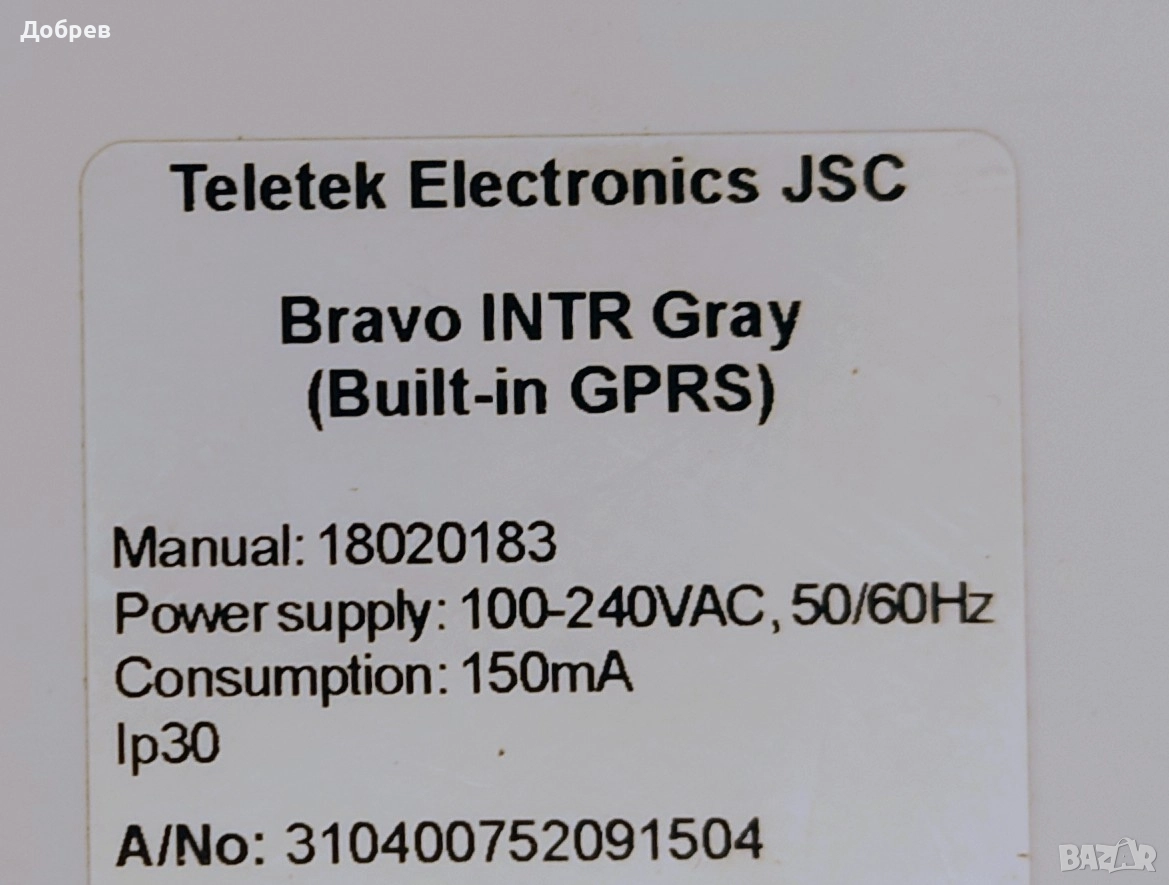 Добрев
Teletek Electronics JSC
Bravo INTR Gray
(Built-in GPRS)
Manual: 18020183
Power supply: 100-240VAC, 50/60Hz
Consumption: 150mA
Ip30
A/No: 310400752091504
BAZAR